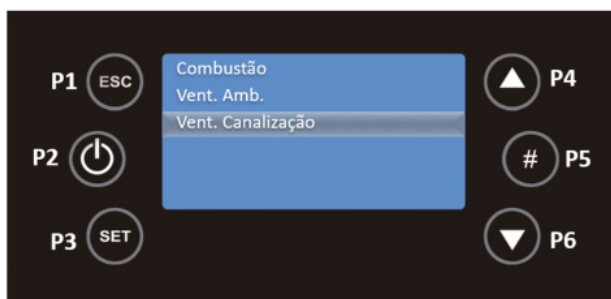 P1 ESC
Combustão
Vent. Amb.
Vent. Canalização
P4
P2
# P5
P3 SET
P6